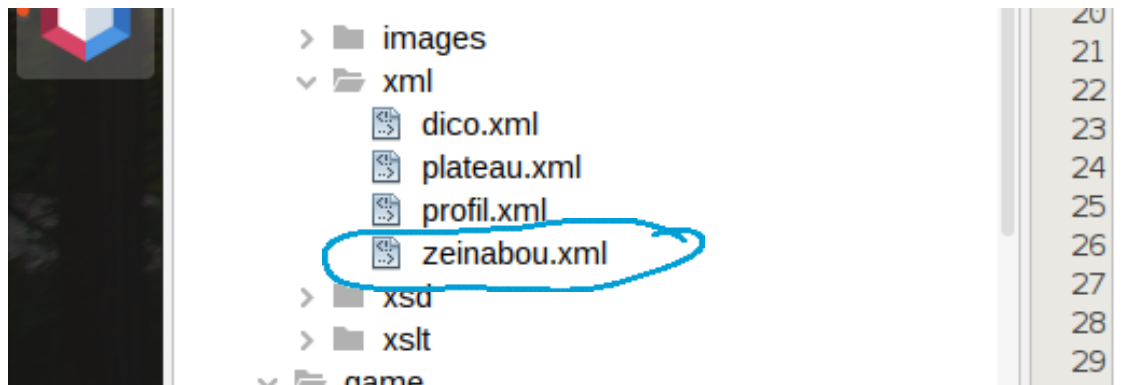 images
xml
dico.xml
plateau.xml
profil.xml
zeinabou.xml
xsd
xslt
game
20
21
22
23
24
25
26
27
28
29